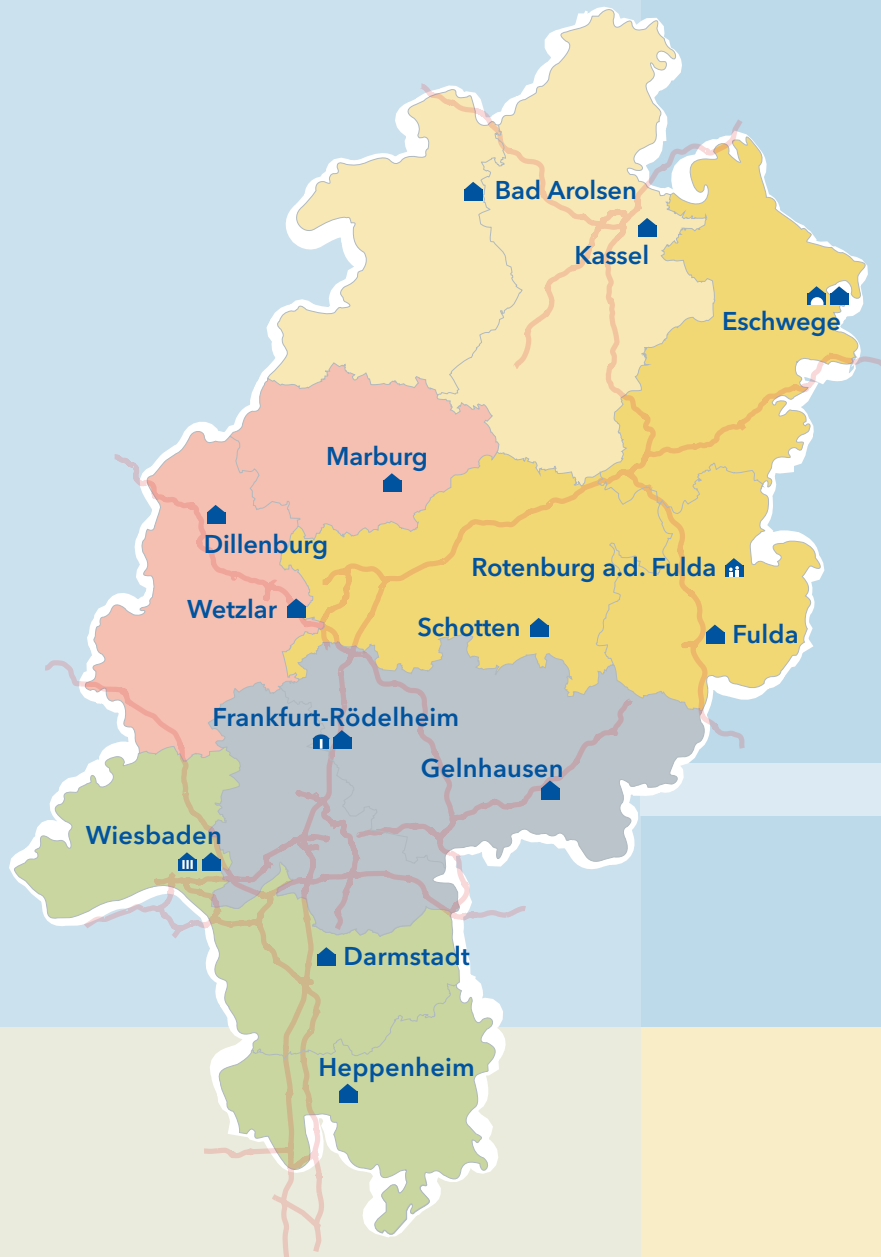 Bad Arolsen
Kassel
Eschwege
Marburg
Dillenburg
Rotenburg a.d. Fulda
Wetzlar
Schotten
Fulda
Frankfurt-Rödelheim
Gelnhausen
Wiesbaden
Darmstadt
Heppenheim